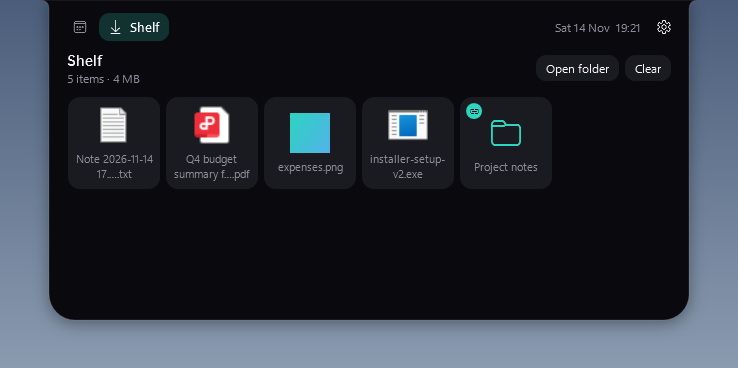 Shelf
Sat 14 Nov 19:21
Shelf
5 items · 4 MB
Open folder
Clear
Note 2026-11-14
17.....txt
Q4 budget
summary f....pdf
expenses.png
installer-setup-
v2.exe
Project notes